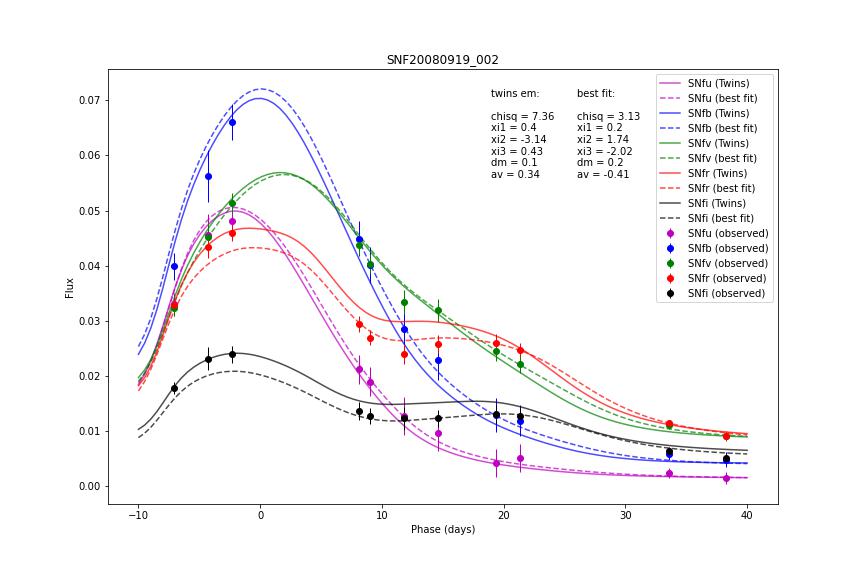 SNF20080919_002
twins em: best fit:
chisq = 7.36 chisq = 3.13
xi1 = 0.4 xi1 = 0.2
xi2 = -3.14 xi2 = 1.74
xi3 = 0.43 xi3 = -2.02
dm = 0.1 dm = 0.2
av = 0.34 av = -0.41
SNfu (Twins)
SNfu (best fit)
SNfb (Twins)
SNfb (best fit)
SNfv (Twins)
SNfv (best fit)
SNfr (Twins)
SNfr (best fit)
SNfi (Twins)
SNfi (best fit)
SNfu (observed)
SNfb (observed)
SNfv (observed)
SNfr (observed)
SNfi (observed)
Flux
0.07
0.06
0.05
0.04
0.03
0.02
0.01
0.00
−10 0 10 20 30 40
Phase (days)